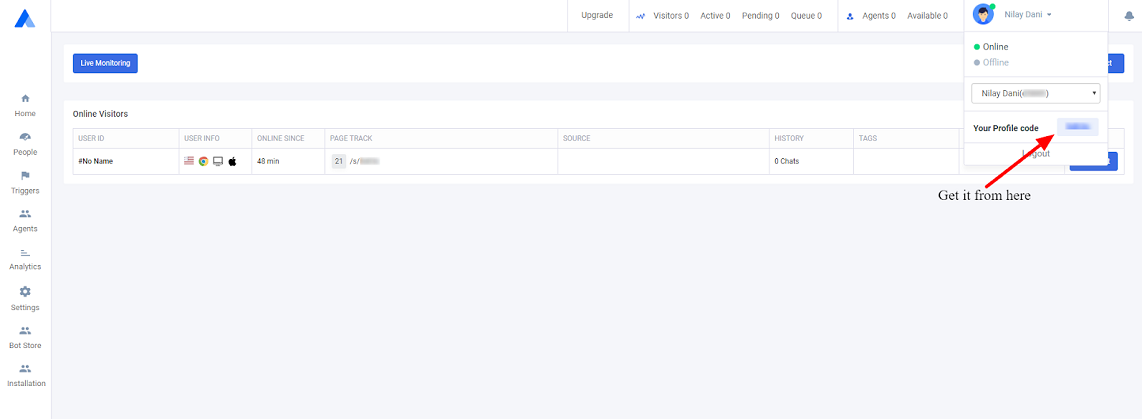 Upgrade Visitors 0 Active 0 Pending 0 Queue 0 Agents 0 Available 0 Nilay Dani
Online
Offline
Live Monitoring
Nilay Dani( )
Online Visitors
Your Profile code
USER ID USER INFO ONLINE SINCE PAGE TRACK SOURCE HISTORY TAGS
#No Name 48 min 21 /s/ 0 Chats
Logout
Get it from here
Home
People
Triggers
Agents
Analytics
Settings
Bot Store
Installation